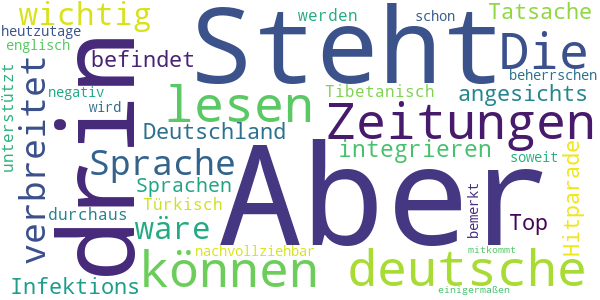 wichtig
werden
schon
Tatsache
heutzutage
englisch
befindet
Steht
Die
beherrschen
unterstützt
verbreitet
negativ
drin
lesen
Tibetanisch
angesichts
wird
Deutschland
Zeitungen
Sprache
integrieren
soweit
Sprachen
Aber
Türkisch
durchaus
wäre
bemerkt
Top
Hitparade
nachvollziehbar
mitkommt
Infektions
können
deutsche
einigermaßen